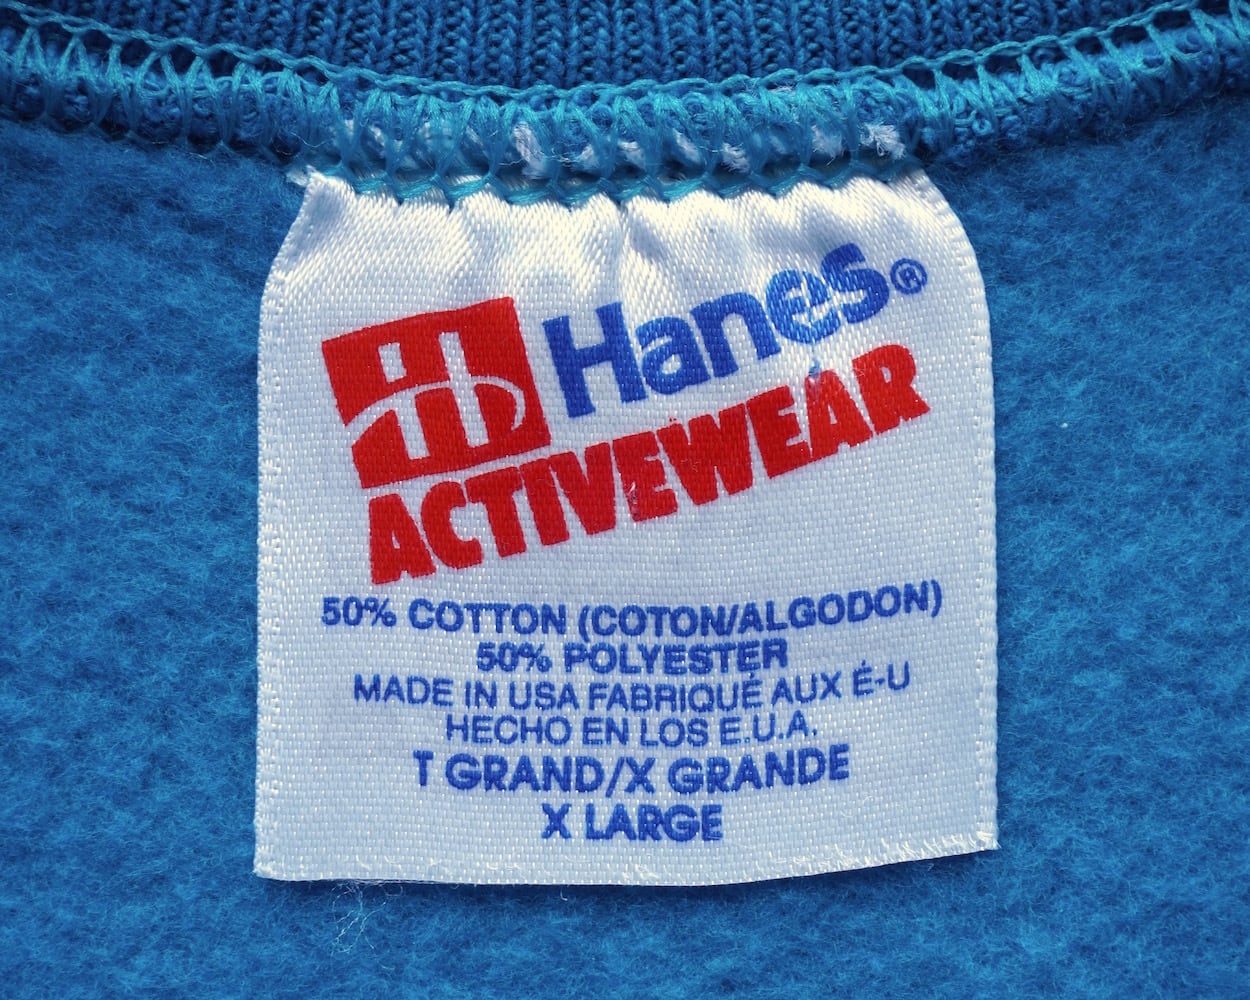 Hanes®
ACTIVEWEAR
50% COTTON (COTON/ALGODON)
50% POLYESTER
MADE IN USA FABRIQUÉ AUX É-U
HECHO EN LOS E.U.A.
T GRAND/X GRANDE
X LARGE